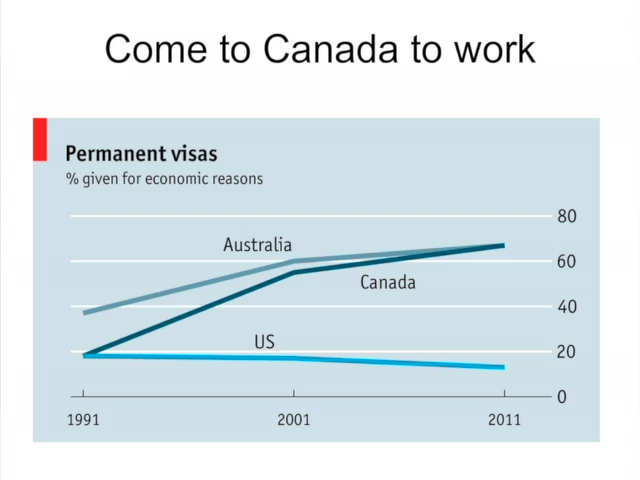 Come to Canada to work
Permanent visas
% given for economic reasons
80
Australia
60
Canada
40
US
20
0
1991 2001 2011